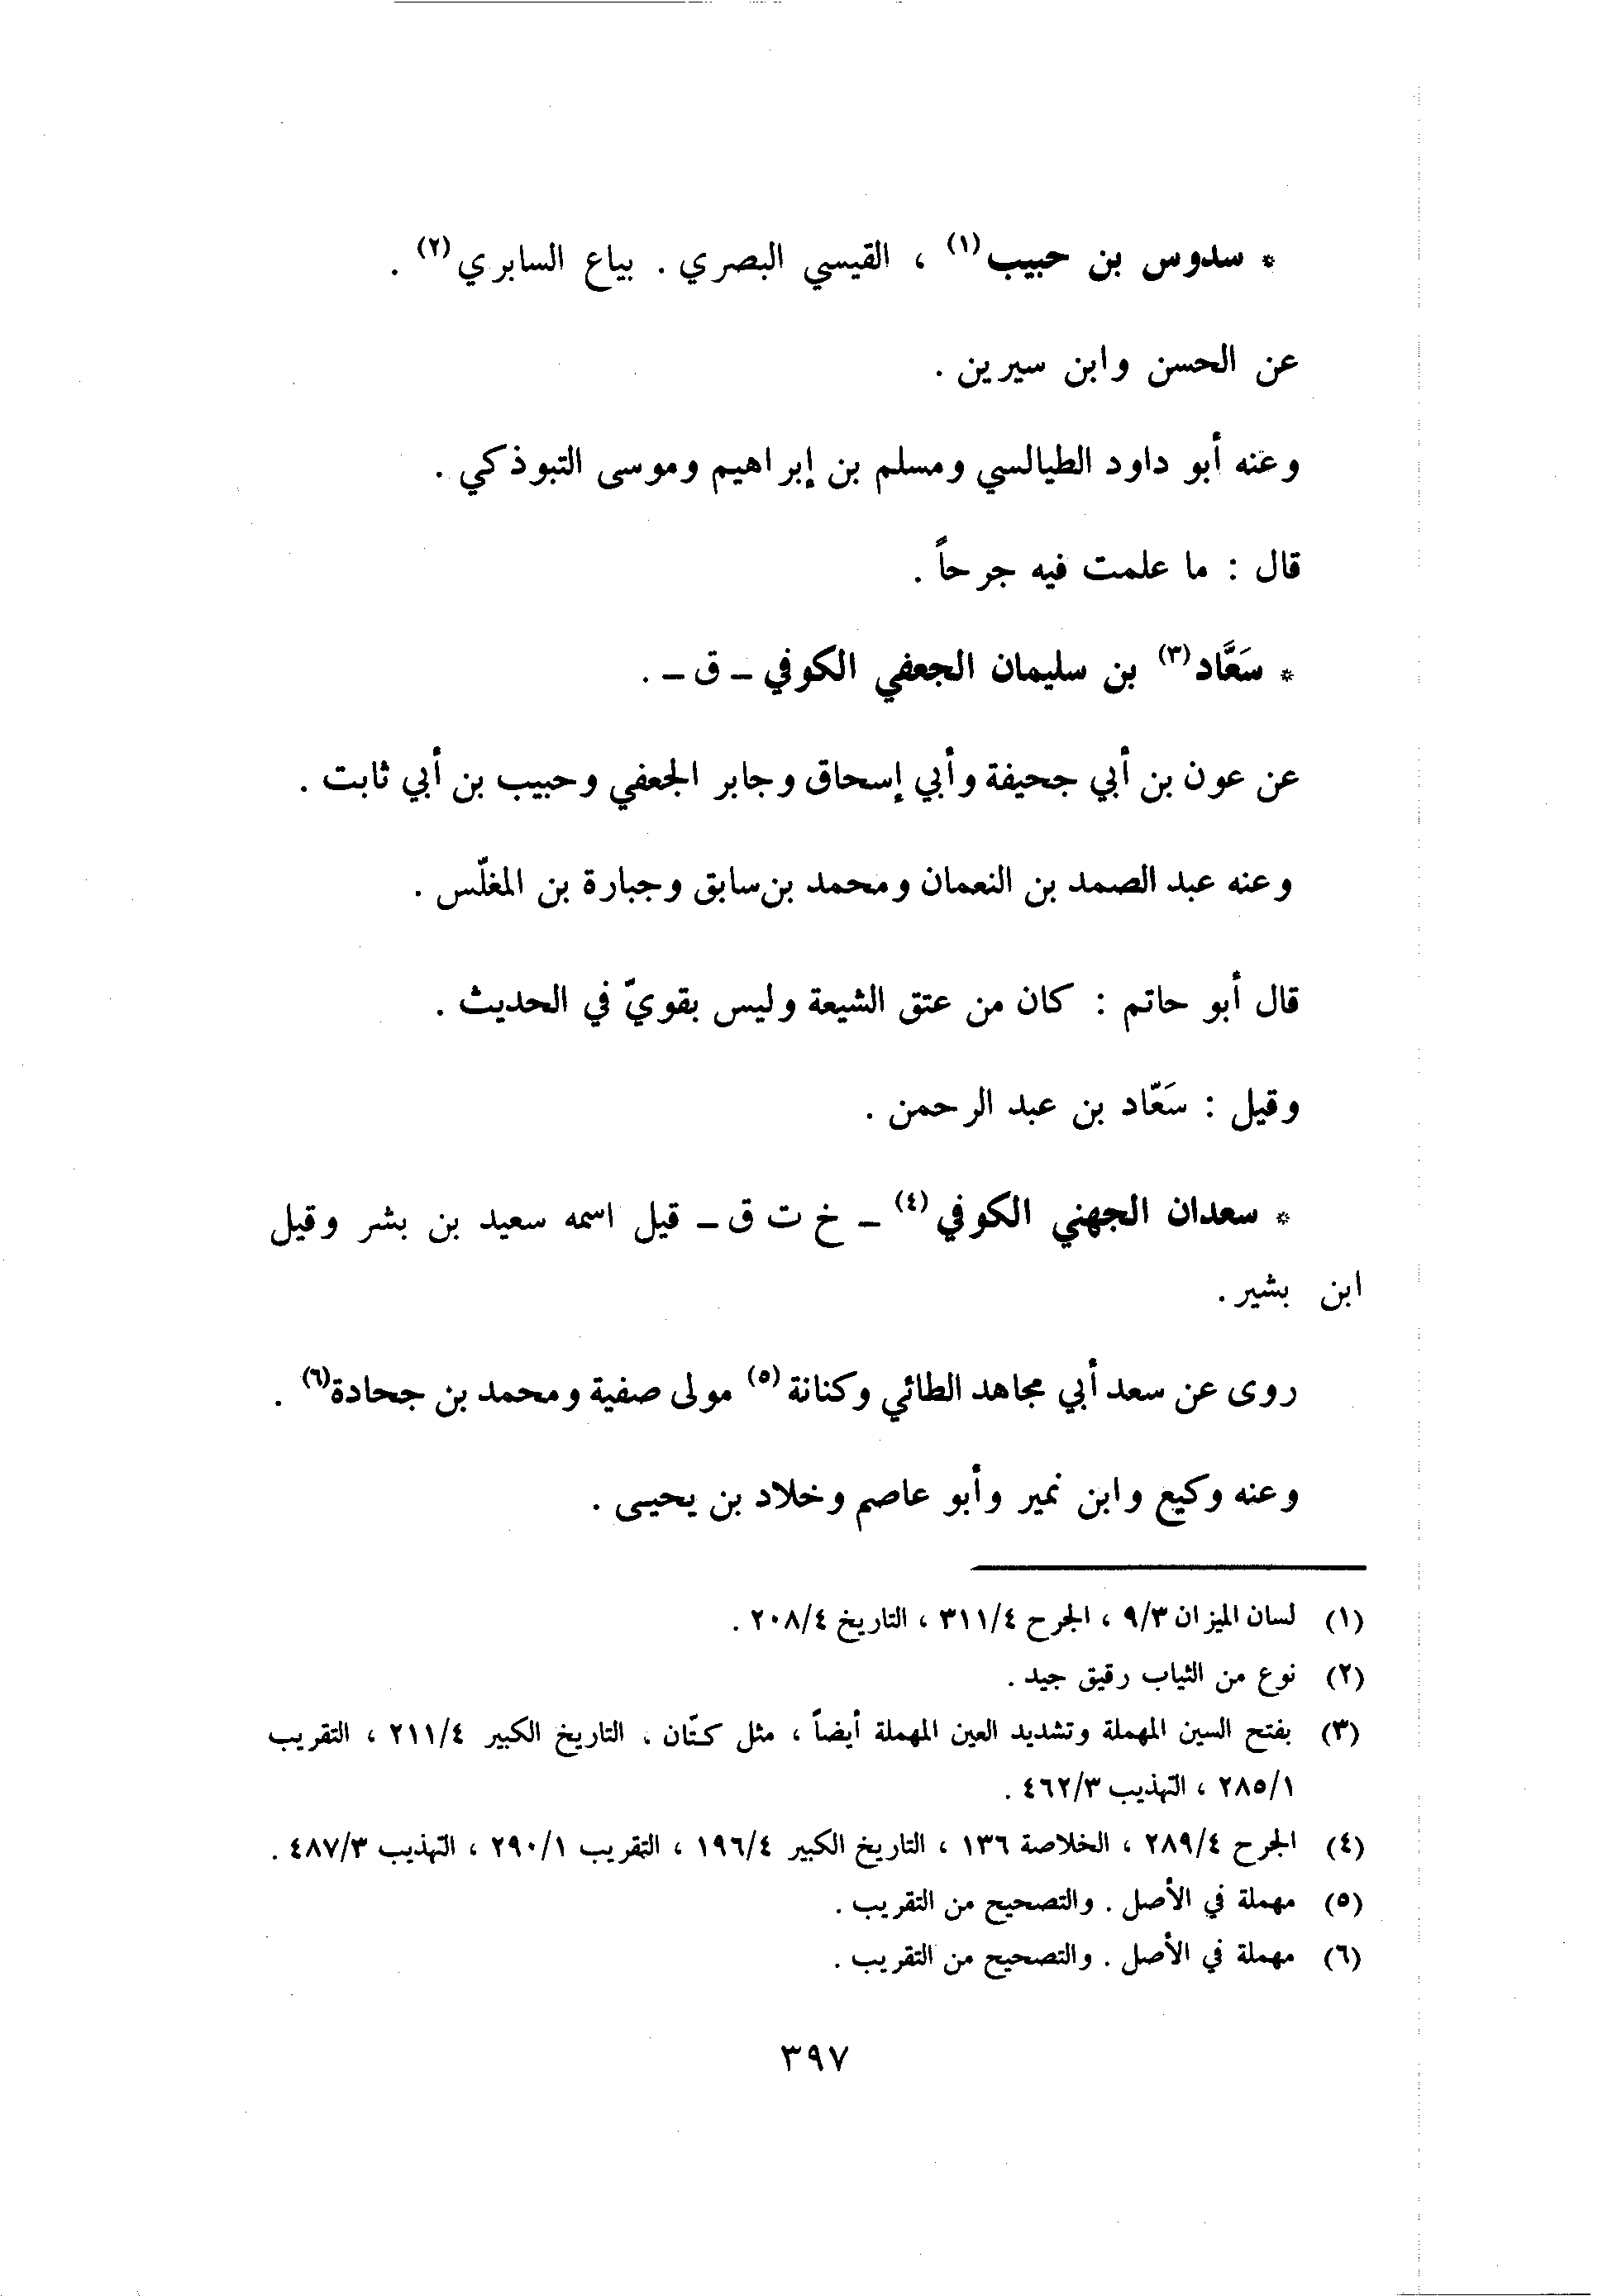 * سدوس بن حبيب(١) ، القيسي البصري . بياع السابري(٢) .
عن الحسن وابن سيرين .
وعنه أبو داود الطيالسي ومسلم بن إبراهيم وموسى التبوذكي .
قال : ما علمت فيه جرحاً .
* سَعَّاد(٣) بن سليمان الجعفي الكوفي ـ ق ـ .
عن عون بن أبي جحيفة وأبي إسحاق وجابر الجعفي وحبيب بن أبي ثابت .
وعنه عبد الصمد بن النعمان ومحمد بن سابق وجبارة بن المغلّس .
قال أبو حاتم : كان من عتق الشيعة وليس بقويّ في الحديث .
وقيل : سَعّاد بن عبد الرحمن .
* سعدان الجهني الكوفي(٤) ـ خ ت ق ـ قيل اسمه سعيد بن بشر وقيل
ابن بشير .
روى عن سعد أبي مجاهد الطائي وكنانة(٥) مولى صفية ومحمد بن جحادة(٦) .
وعنه وكيع وابن نمير وأبو عاصم وخلاد بن يحيى .
(١) لسان الميزان ٩/٣ ، الجرح ٣١١/٤ ، التاريخ ٢٠٨/٤ .
(٢) نوع من الثياب رقيق جيد .
(٣) بفتح السين المهملة وتشديد العين المهملة أيضاً ، مثل كتّان . التاريخ الكبير ٢١١/٤ ، التقريب
٢٨٥/١ ، التهذيب ٤٦٢/٣ .
(٤) الجرح ٢٨٩/٤ ، الخلاصة ١٣٦ ، التاريخ الكبير ١٩٦/٤ ، التقريب ٢٩٠/١ ، التهذيب ٤٨٧/٣ .
(٥) مهملة في الأصل . والتصحيح من التقريب .
(٦) مهملة في الأصل . والتصحيح من التقريب .
٣٩٧